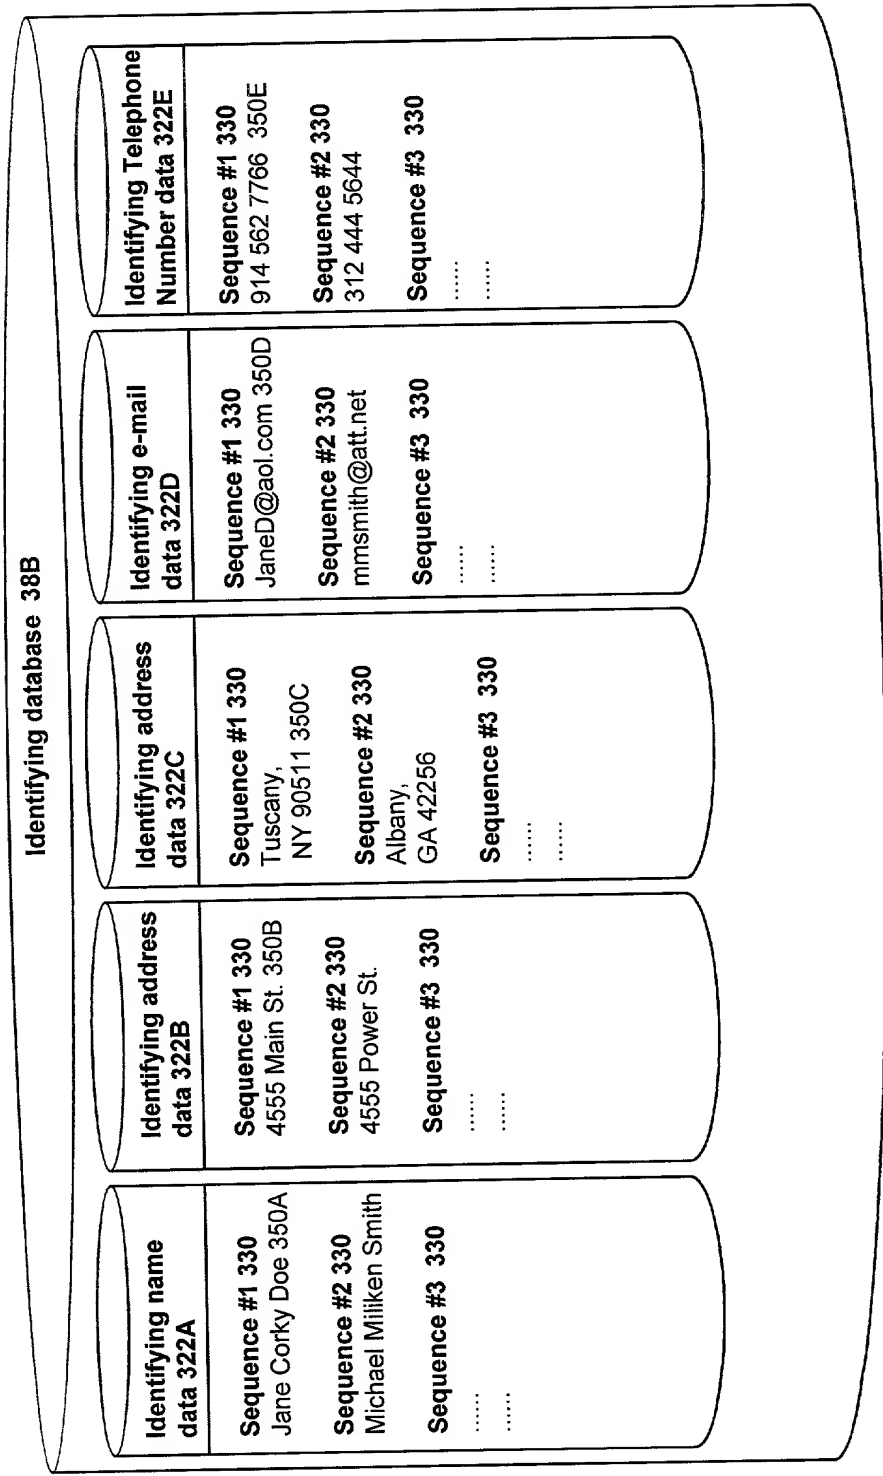 Identifying database 38B
Identifying name
data 322A
Sequence #1 330
Jane Corky Doe 350A
Sequence #2 330
Michael Miliken Smith
Sequence #3 330
......
......
Identifying address
data 322B
Sequence #1 330
4555 Main St. 350B
Sequence #2 330
4555 Power St.
Sequence #3 330
......
......
Identifying address
data 322C
Sequence #1 330
Tuscany,
NY 90511 350C
Sequence #2 330
Albany,
GA 42256
Sequence #3 330
......
......
Identifying e-mail
data 322D
Sequence #1 330
JaneD@aol.com 350D
Sequence #2 330
mmsmith@att.net
Sequence #3 330
......
......
Identifying Telephone
Number data 322E
Sequence #1 330
914 562 7766 350E
Sequence #2 330
312 444 5644
Sequence #3 330
......
......